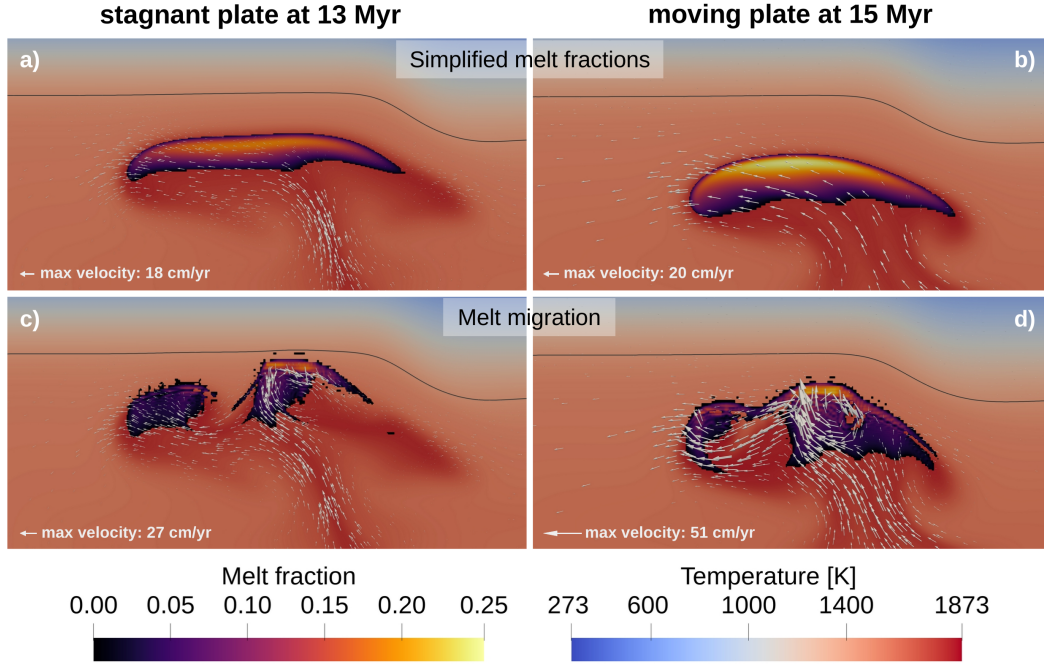 stagnant plate at 13 Myr
moving plate at 15 Myr
a)
Simplified melt fractions
b)
max velocity: 18 cm/yr
max velocity: 20 cm/yr
c)
Melt migration
d)
max velocity: 27 cm/yr
max velocity: 51 cm/yr
Melt fraction
0.00 0.05 0.10 0.15 0.20 0.25
Temperature [K]
273 600 1000 1400 1873